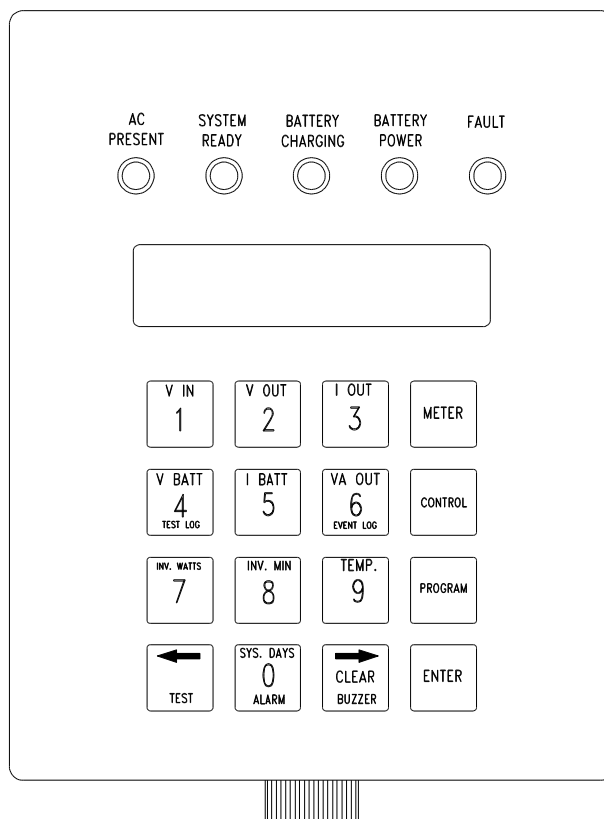 AC
PRESENT
SYSTEM
READY
BATTERY
CHARGING
BATTERY
POWER
FAULT
V IN
1
V OUT
2
I OUT
3
METER
V BATT
4
TEST LOG
I BATT
5
VA OUT
6
EVENT LOG
CONTROL
INV. WATTS
7
INV. MIN
8
TEMP.
9
PROGRAM
TEST
SYS. DAYS
0
ALARM
CLEAR
BUZZER
ENTER